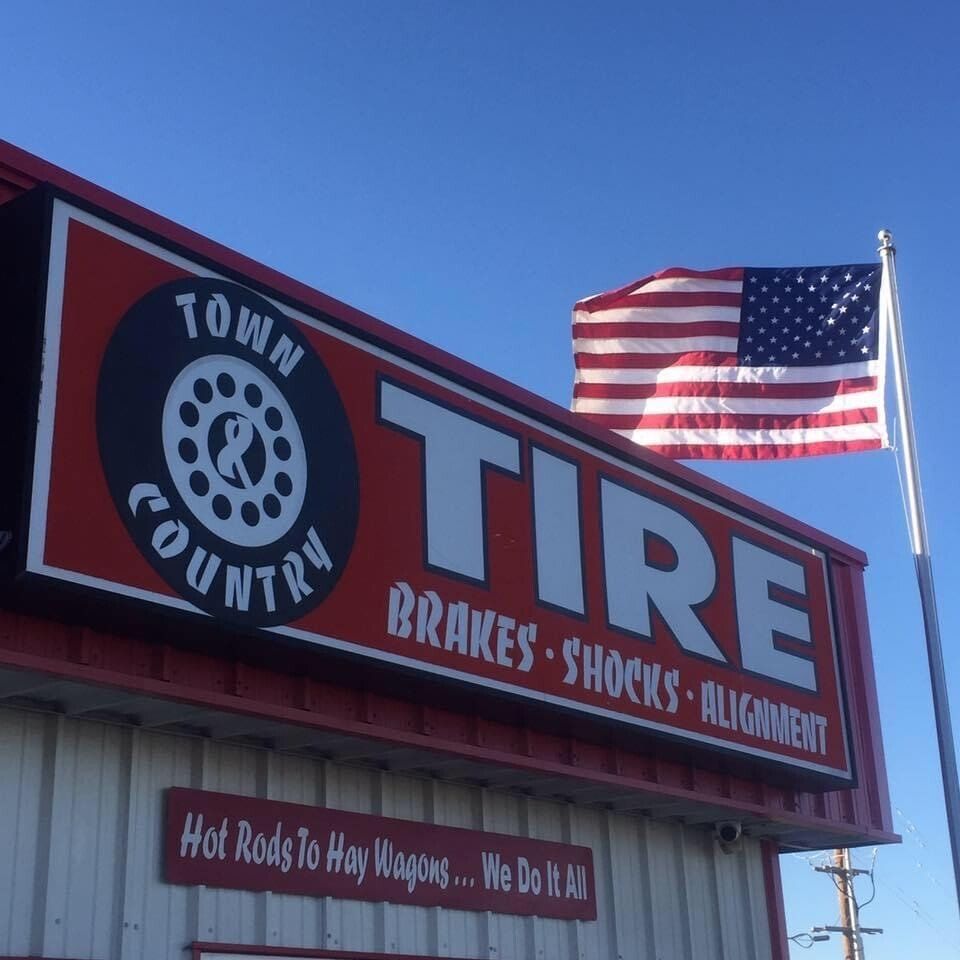 TOWN
&
COUNTRY
TIRE
BRAKES · SHOCKS · ALIGNMENT
Hot Rods To Hay Wagons... We Do It All